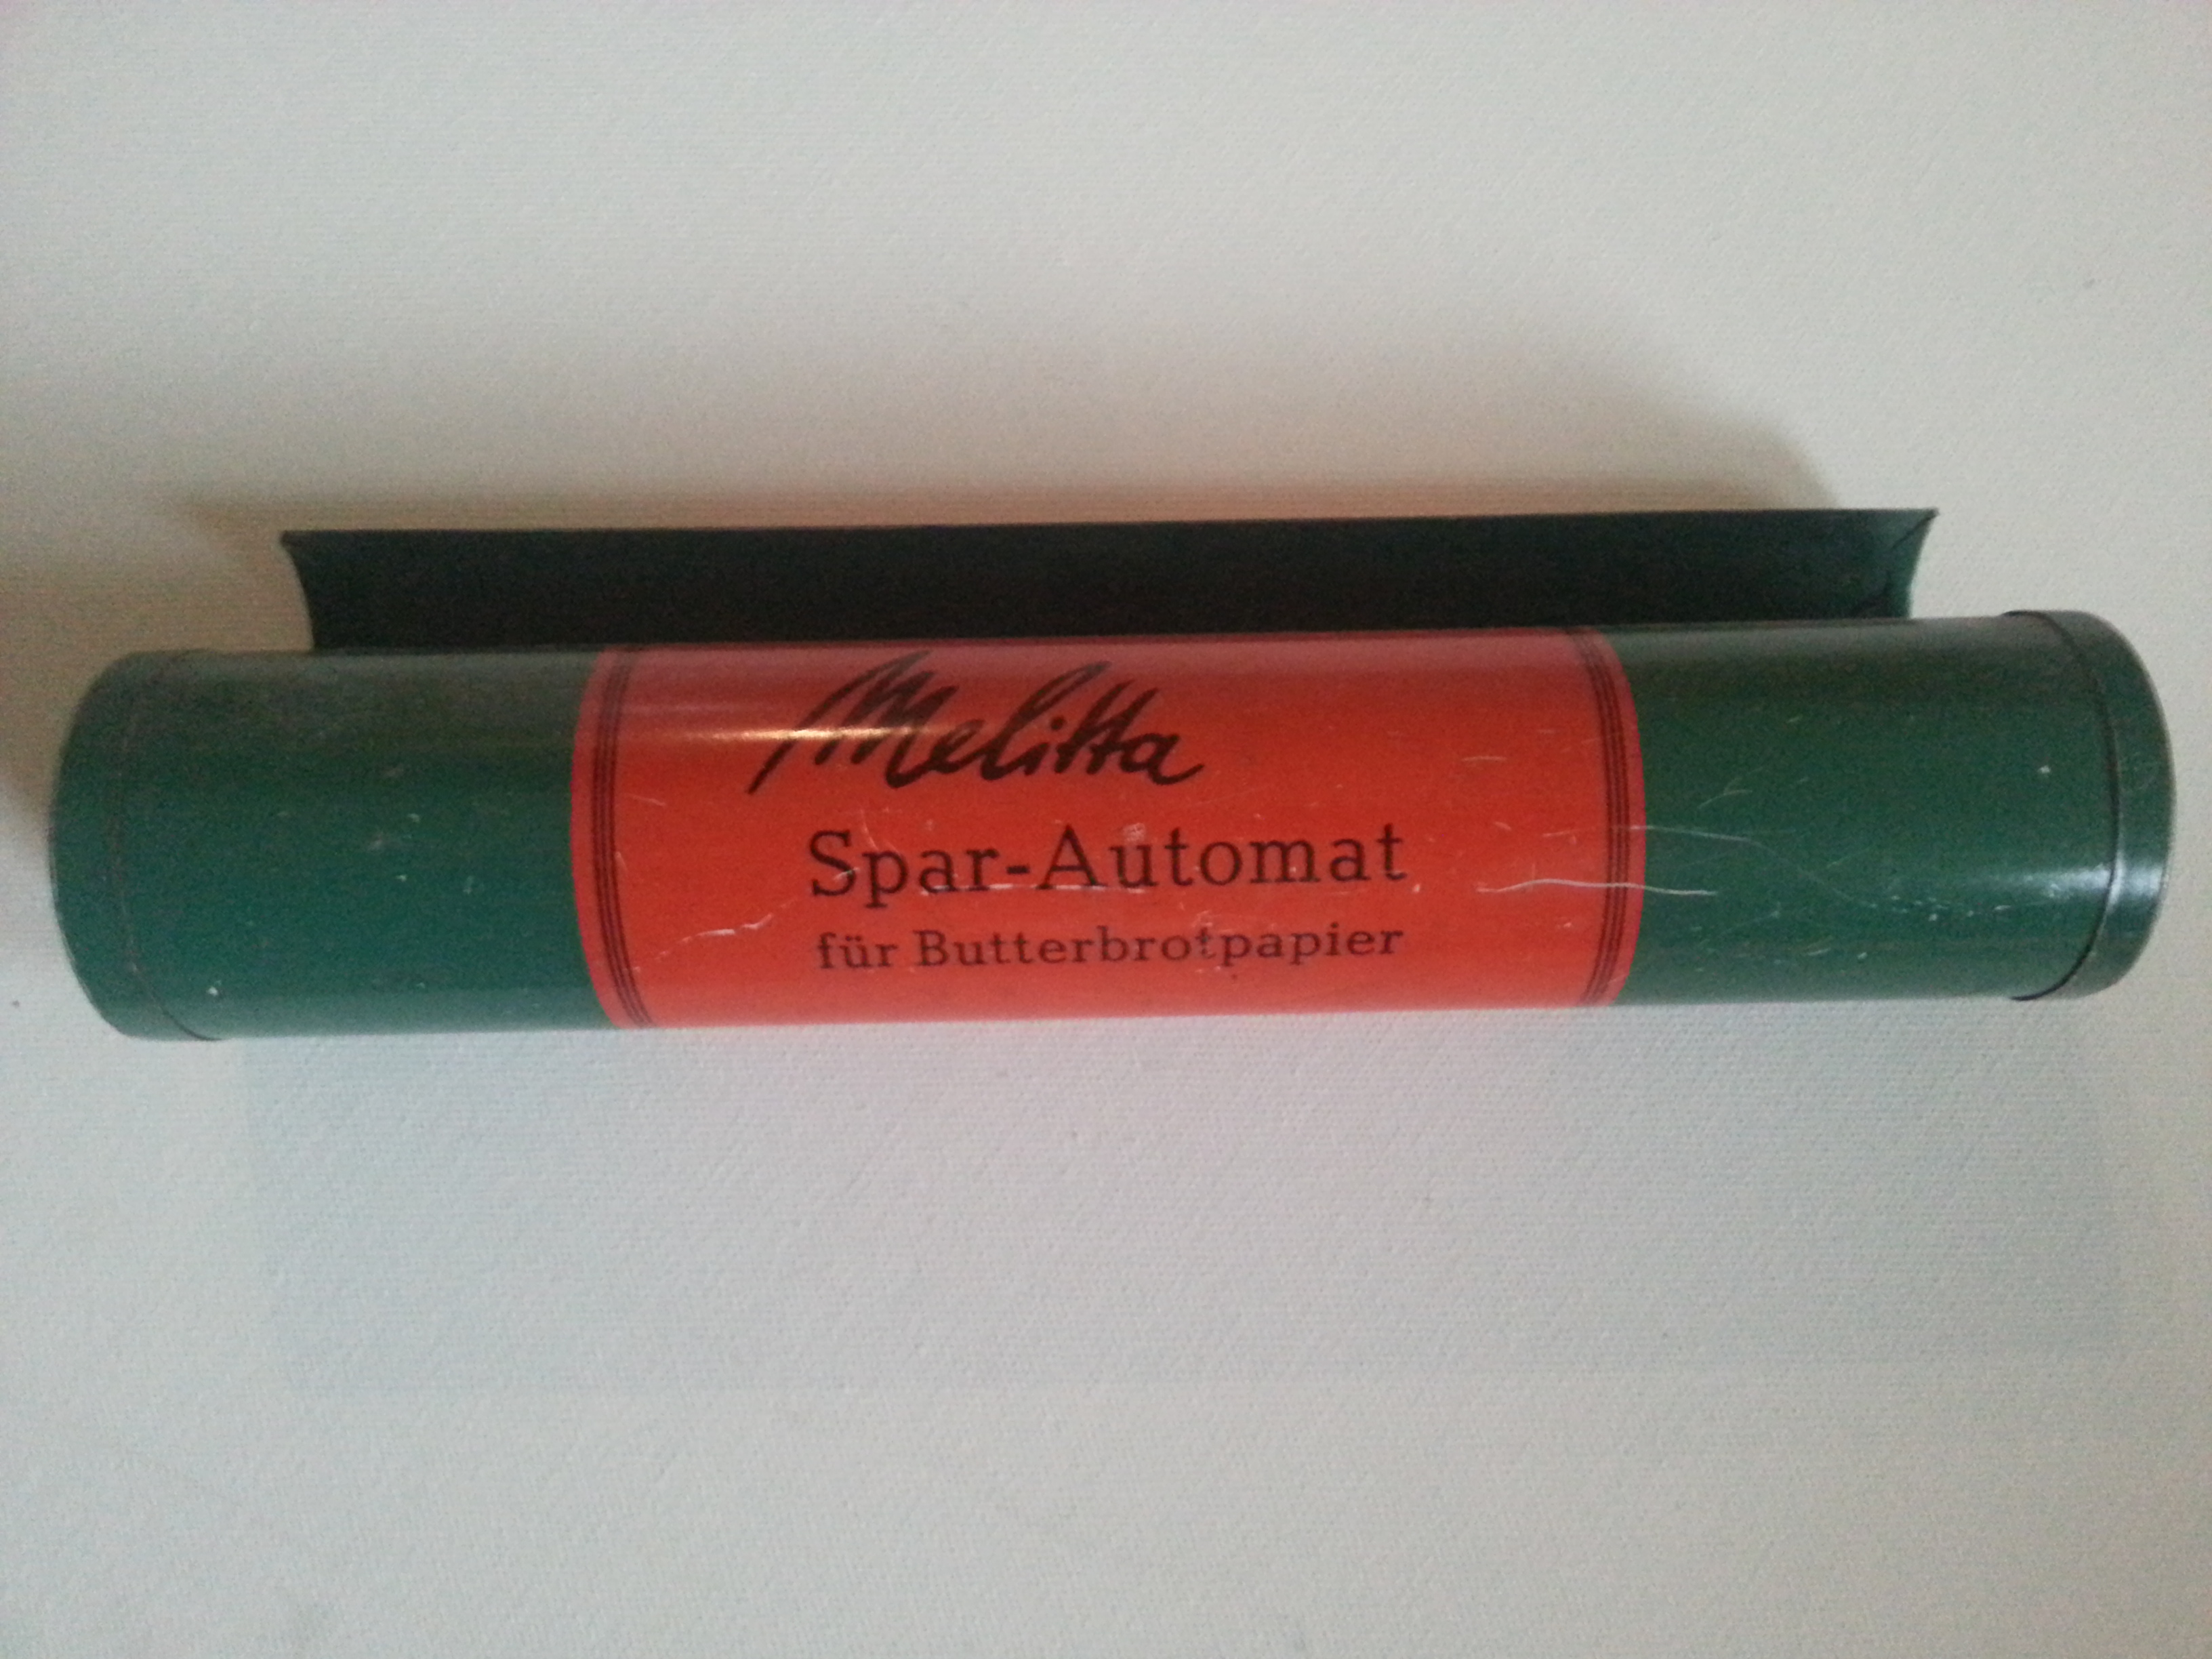 Melitta
Spar-Automat
für Butterbrotpapier